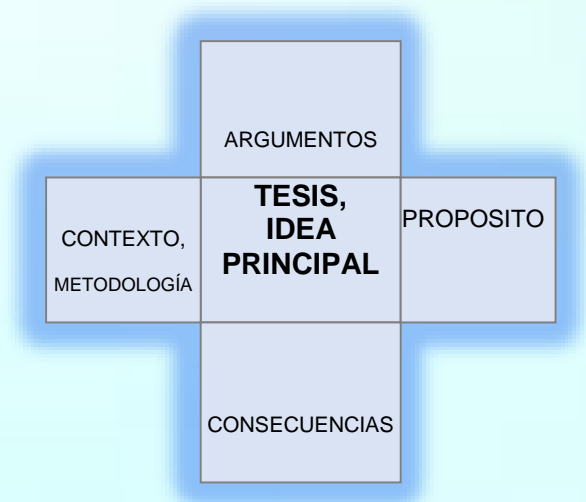 ARGUMENTOS
CONTEXTO,
METODOLOGÍA
TESIS,
IDEA
PRINCIPAL
PROPOSITO
CONSECUENCIAS